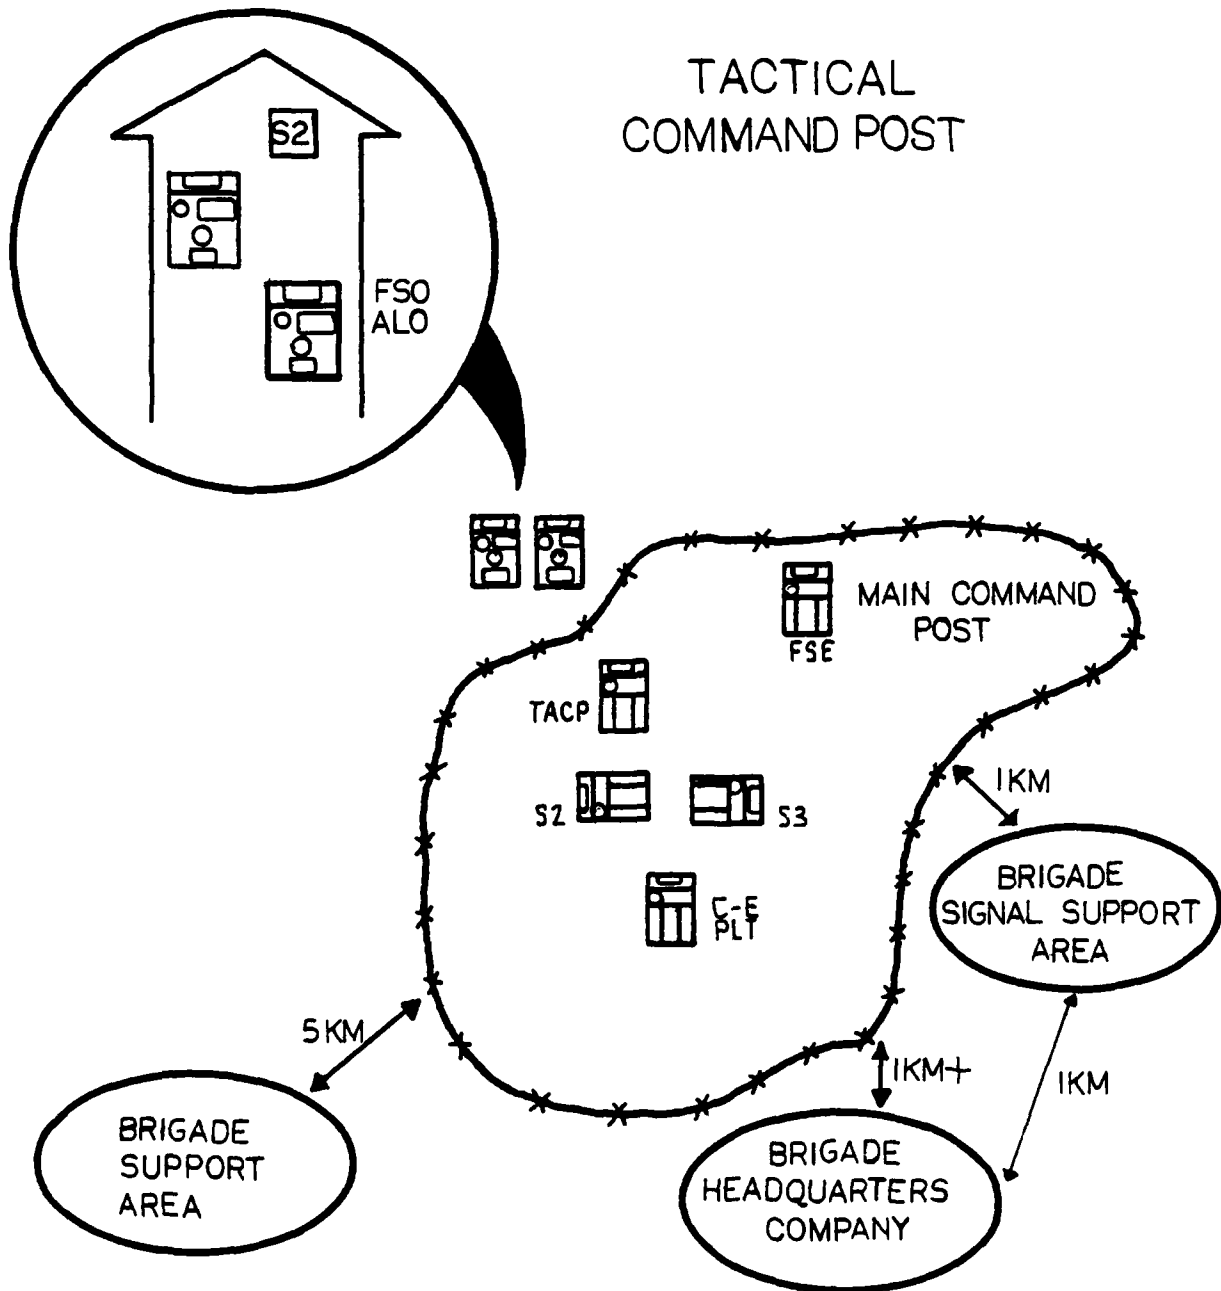 TACTICAL
COMMAND POST
S2
FSO
ALO
MAIN COMMAND
POST
FSE
TACP
S2
S3
C-E
PLT
1KM
BRIGADE
SIGNAL SUPPORT
AREA
5KM
1KM+
1KM
BRIGADE
SUPPORT
AREA
BRIGADE
HEADQUARTERS
COMPANY